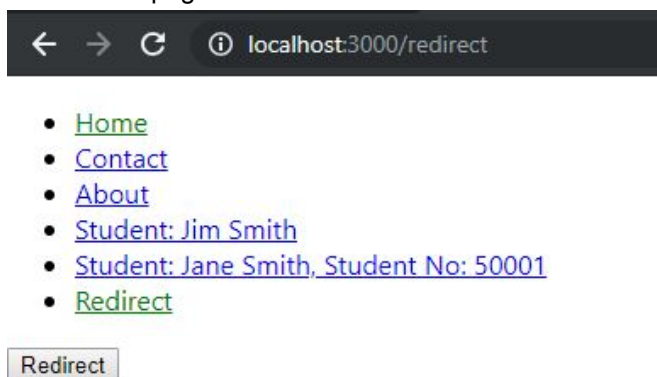 localhost:3000/redirect
Home
Contact
About
Student: Jim Smith
Student: Jane Smith, Student No: 50001
Redirect
Redirect